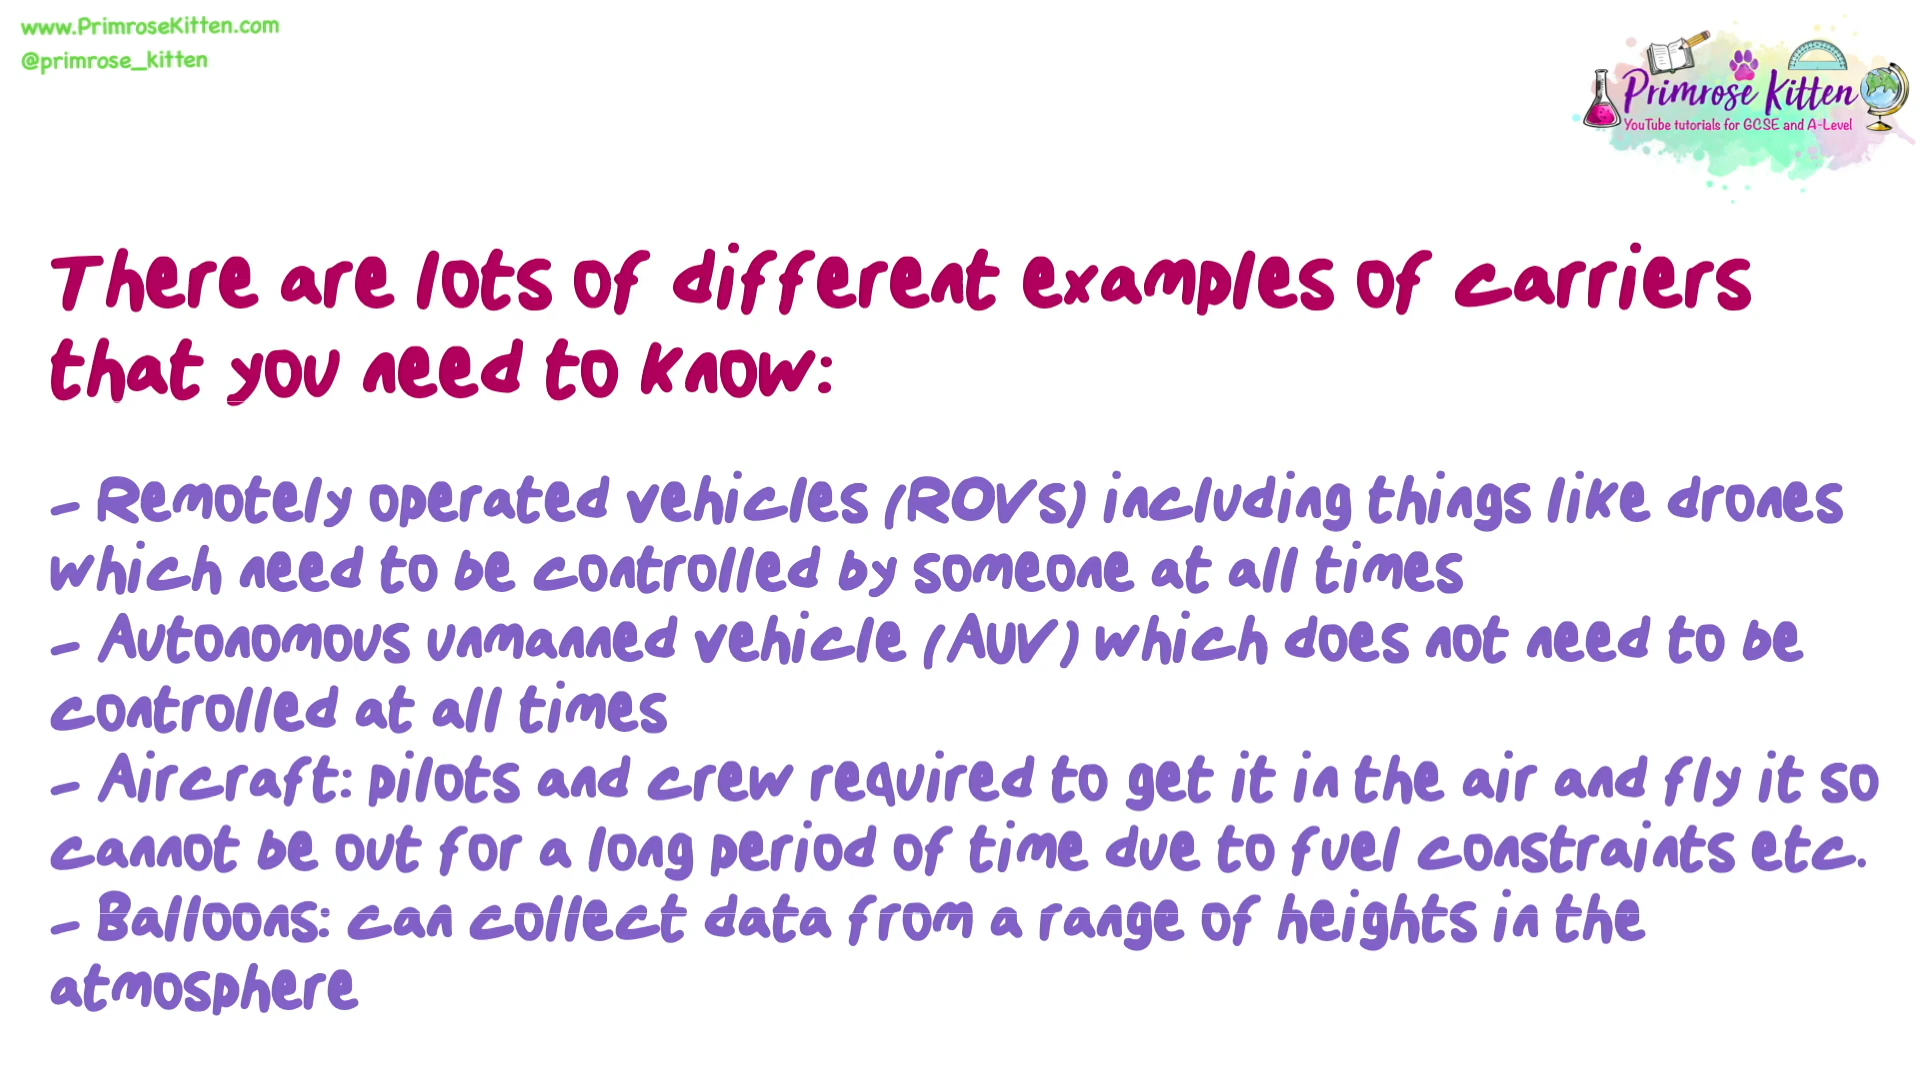 www.PrimroseKitten.com
@primrose_kitten
Primrose Kitten
YouTube tutorials for GCSE and A-Level
There are lots of different examples of carriers
that you need to know:
- Remotely operated vehicles (ROVs) including things like drones
which need to be controlled by someone at all times
- Autonomous unmanned vehicle (AUV) which does not need to be
controlled at all times
- Aircraft: pilots and crew required to get it in the air and fly it so
cannot be out for a long period of time due to fuel constraints etc.
- Balloons: can collect data from a range of heights in the
atmosphere